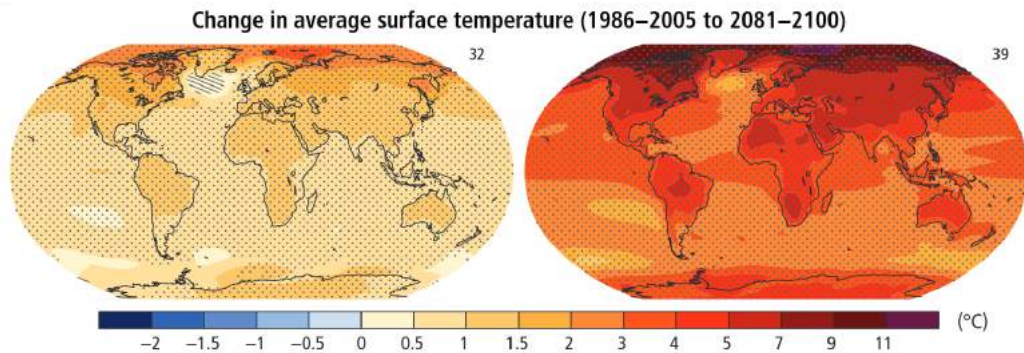 Change in average surface temperature (1986–2005 to 2081–2100)
32
39
−2 −1.5 −1 −0.5 0 0.5 1 1.5 2 3 4 5 7 9 11 (°C)